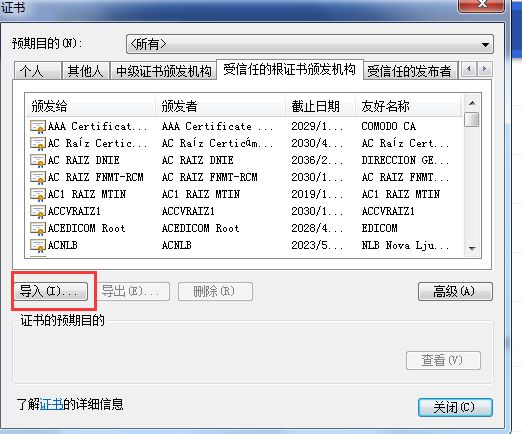 证书
预期目的(N):
<所有>
个人 其他人 中级证书颁发机构 受信任的根证书颁发机构 受信任的发布者
颁发给 颁发者 截止日期 友好名称
AAA Certificat... AAA Certificate ... 2029/1... COMODO CA
AC Raíz Certic... AC Raíz Certicám... 2030/4... AC Raíz Cert...
AC RAIZ DNIE AC RAIZ DNIE 2036/2... DIRECCION GE...
AC RAIZ FNMT-RCM AC RAIZ FNMT-RCM 2030/1... AC RAIZ FNMT...
AC1 RAIZ MTIN AC1 RAIZ MTIN 2019/1... AC1 RAIZ MTIN
ACCVRAIZ1 ACCVRAIZ1 2030/1... ACCVRAIZ1
ACEDICOM Root ACEDICOM Root 2028/4... EDICOM
ACNLB ACNLB 2023/5... NLB Nova Lju...
导入(I)... 导出(E)... 删除(R) 高级(A)
证书的预期目的
查看(V)
了解证书的详细信息
关闭(C)